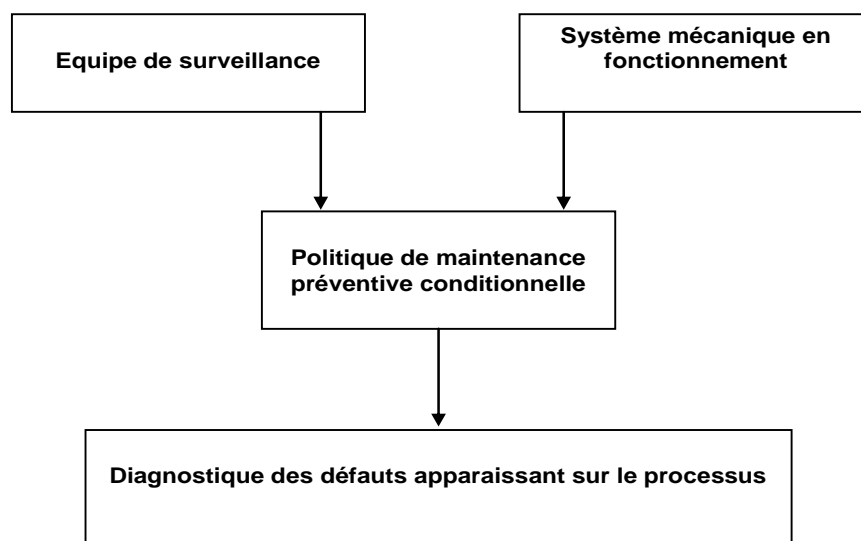 Equipe de surveillance
Système mécanique en
fonctionnement
Politique de maintenance
préventive conditionnelle
Diagnostique des défauts apparaissant sur le processus